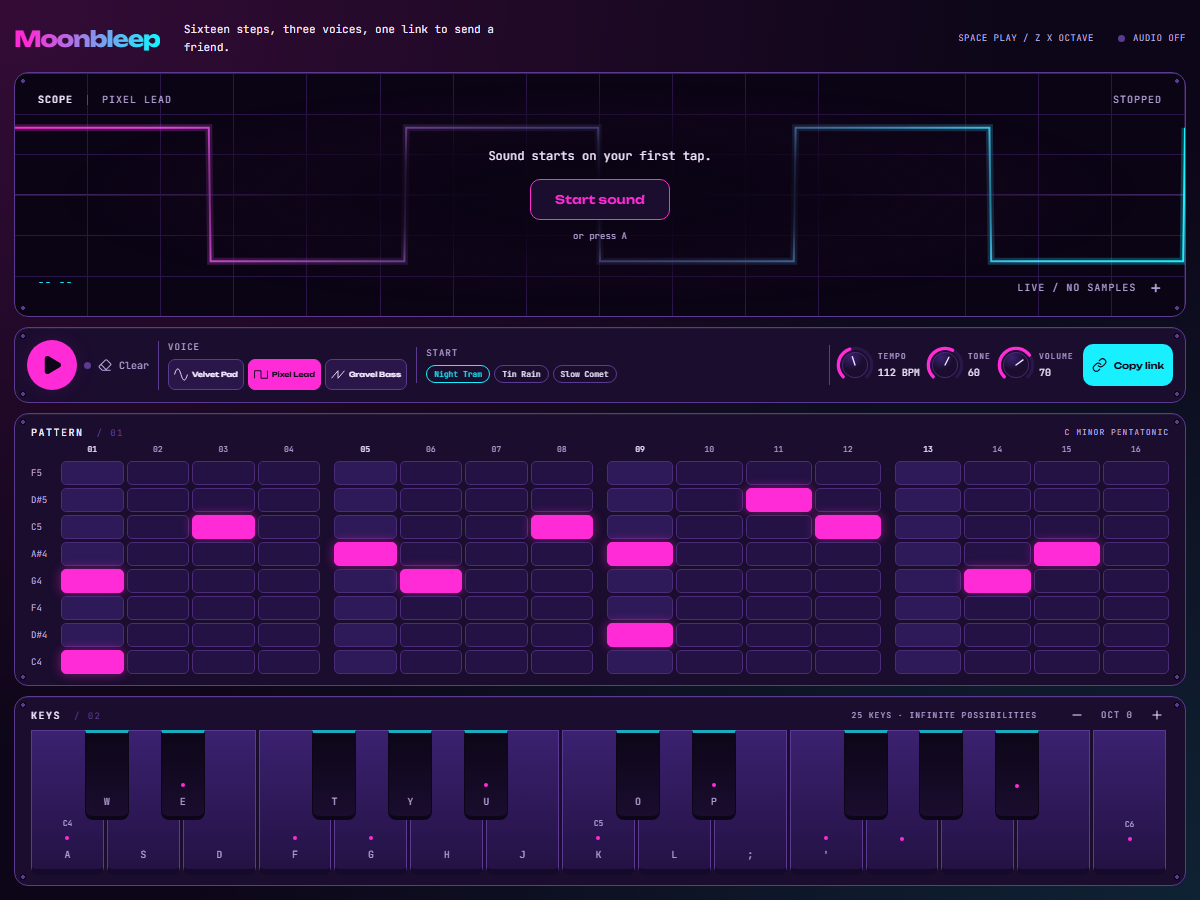 Moonbleep
Sixteen steps, three voices, one link to send a
friend.
SPACE PLAY / Z X OCTAVE
AUDIO OFF
SCOPE
PIXEL LEAD
STOPPED
Sound starts on your first tap.
Start sound
or press A
-- --
LIVE / NO SAMPLES +
Clear
VOICE
Velvet Pad
Pixel Lead
Gravel Bass
START
Night Tram
Tin Rain
Slow Comet
TEMPO
112 BPM
TONE
60
VOLUME
70
Copy link
PATTERN / 01
C MINOR PENTATONIC
01 02 03 04 05 06 07 08 09 10 11 12 13 14 15 16
F5
D#5
C5
A#4
G4
F4
D#4
C4
KEYS / 02
25 KEYS - INFINITE POSSIBILITIES
— OCT 0 +
W E T Y U O P
C4 C5 C6
A S D F G H J K L ; '